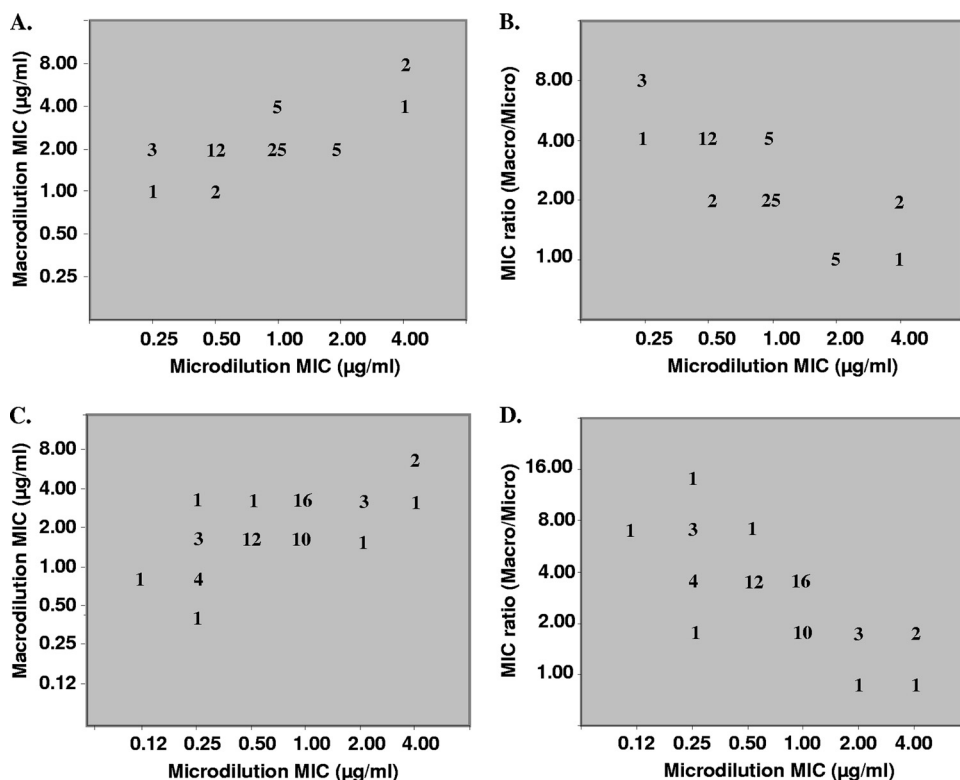 A.
Macrodilution MIC (µg/ml)
8.00 2
4.00 5 1
2.00 3 12 25 5
1.00 1 2
0.50
0.25
0.25 0.50 1.00 2.00 4.00
Microdilution MIC (µg/ml)
B.
MIC ratio (Macro/Micro)
8.00 3
4.00 1 12 5
2.00 2 25 2
1.00 5 1
0.25 0.50 1.00 2.00 4.00
Microdilution MIC (µg/ml)
C.
Macrodilution MIC (µg/ml)
8.00 2
4.00 1 1 16 3 1
2.00 3 12 10 1
1.00 1 4
0.50 1
0.25
0.12
0.12 0.25 0.50 1.00 2.00 4.00
Microdilution MIC (µg/ml)
D.
MIC ratio (Macro/Micro)
16.00 1
8.00 1 3 1
4.00 4 12 16
2.00 1 10 3 2
1.00 1 1
0.12 0.25 0.50 1.00 2.00 4.00
Microdilution MIC (µg/ml)